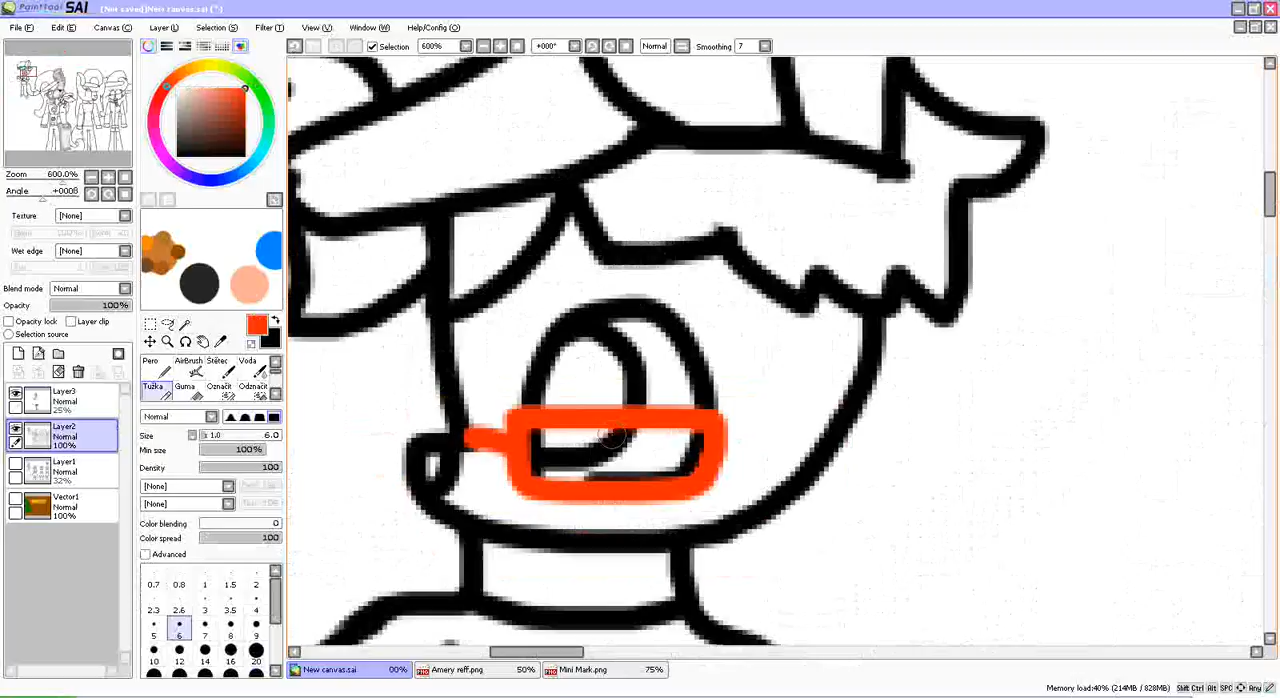 PaintTool SAI (Not saved)New canvas.sai (*)
File (F) Edit (E) Canvas (C) Layer (L) Selection (S) Filter (T) View (V) Window (W) Help/Config (O)
Selection 600% +000° Normal Smoothing 7
Zoom 600.0%
Angle +000ß
Texture [None]
Wet edge [None]
Blend mode Normal
Opacity 100%
Opacity lock Layer clip
Selection source
Layer3
Normal
25%
Layer2
Normal
100%
Layer1
Normal
32%
Vector1
Normal
100%
Pero AirBrush Štětec Voda
Tužka Guma Označit Odznačit
Normal
Size x 1.0 6.0
Min size 100%
Density 100
[None]
[None]
Color blending 0
Color spread 100
Advanced
0.7 0.8 1 1.5 2
2.3 2.6 3 3.5 4
5 6 7 8 9
10 12 14 16 20
New canvas.sai 00% Amery reff.png 50% Mini Mark.png 75%
Memory load:40% (214MB / 828MB) Shift Ctrl Alt SPC Any